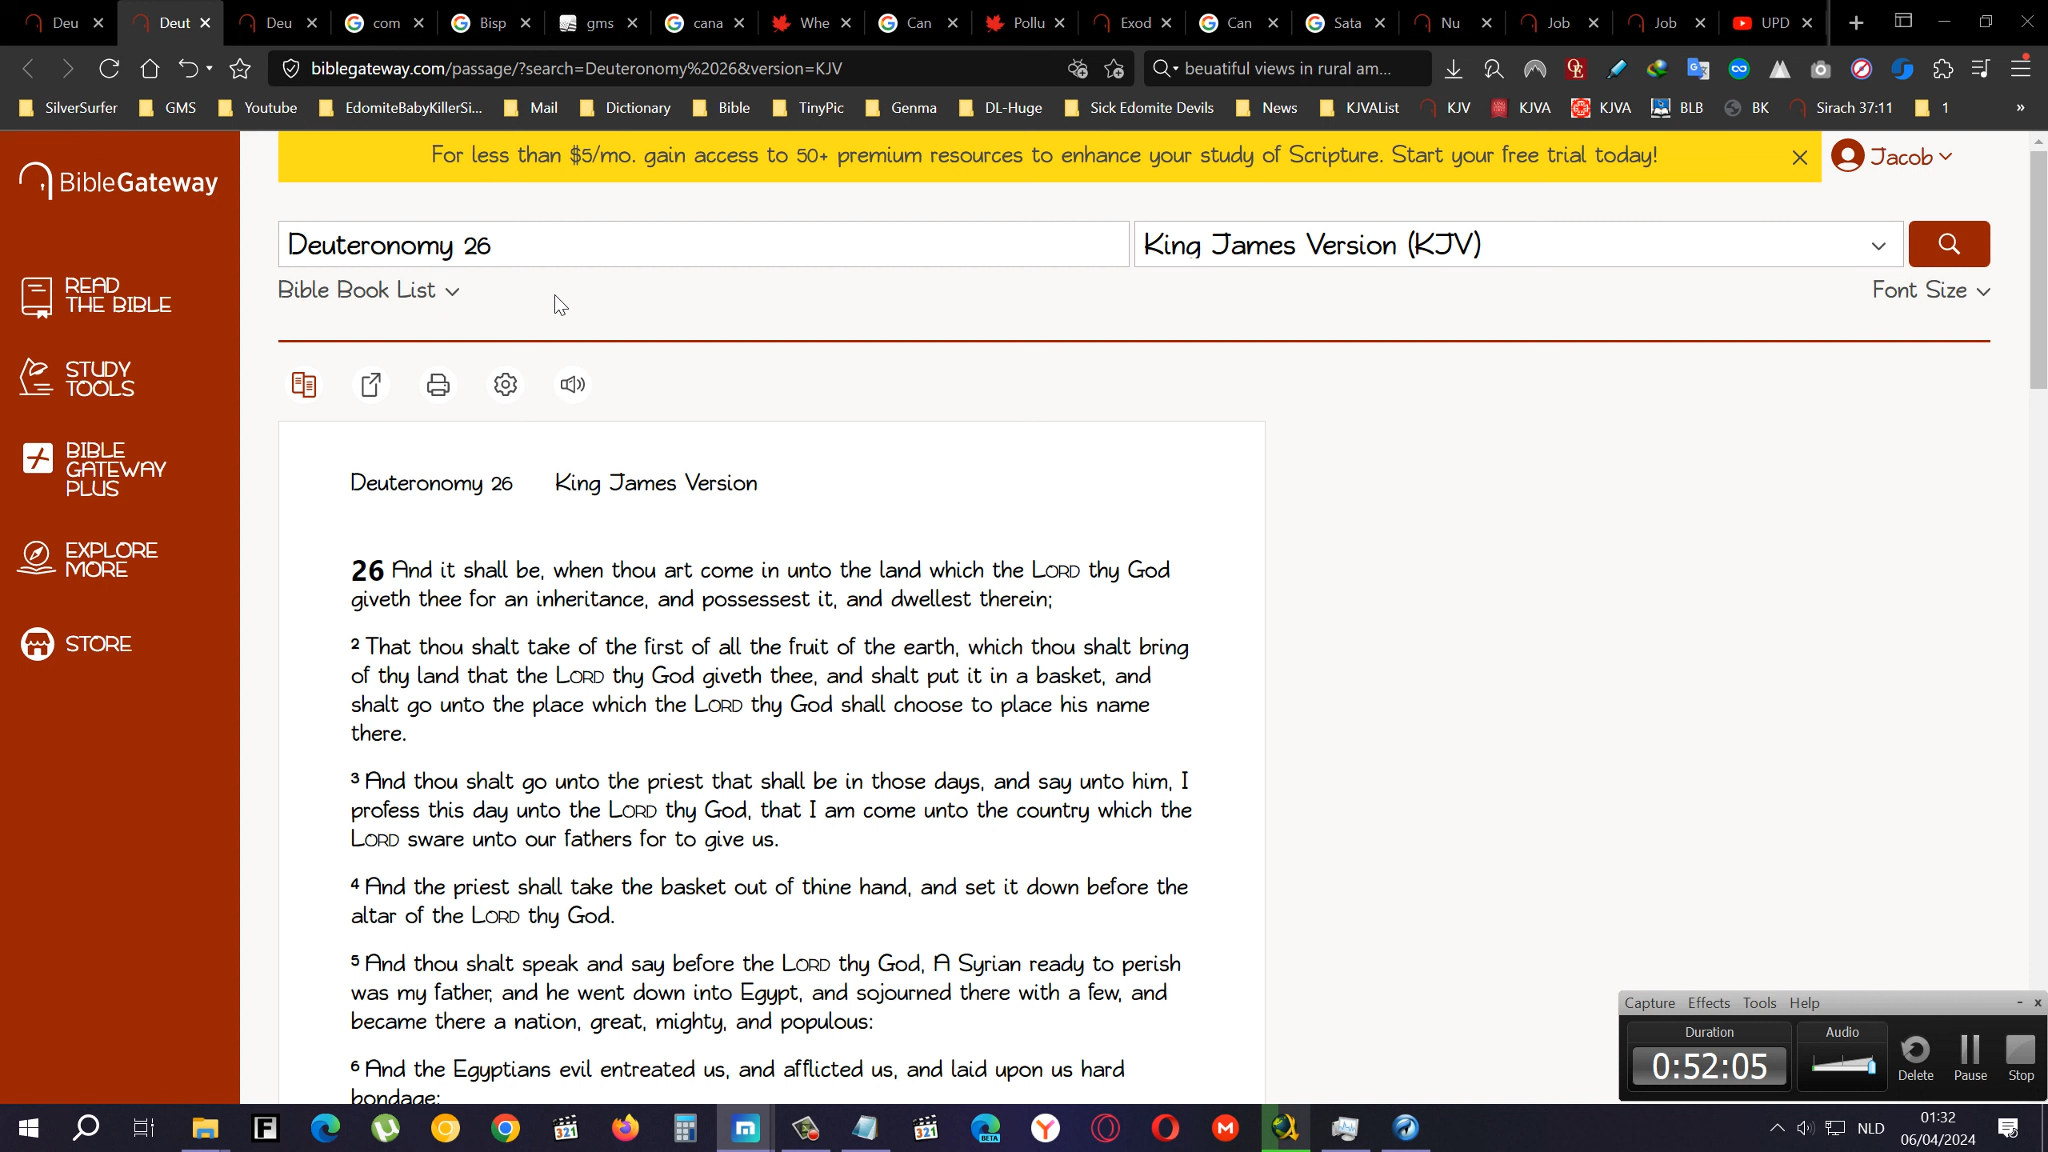 Deu
Deut
Deu
com
Bisp
gms
cana
Whe
Can
Pollu
Exod
Can
Sata
Nu
Job
Job
UPD
biblegateway.com/passage/?search=Deuteronomy%2026&version=KJV
beuatiful views in rural am...
SilverSurfer
GMS
Youtube
EdomiteBabyKillerSi...
Mail
Dictionary
Bible
TinyPic
Genma
DL-Huge
Sick Edomite Devils
News
KJVAList
KJV
KJVA
KJVA
BLB
BK
Sirach 37:11
1
»
For less than $5/mo. gain access to 50+ premium resources to enhance your study of Scripture. Start your free trial today!
Jacob
BibleGateway
Deuteronomy 26
King James Version (KJV)
Bible Book List
Font Size
READ
THE BIBLE
STUDY
TOOLS
BIBLE
GATEWAY
PLUS
EXPLORE
MORE
STORE
Deuteronomy 26 King James Version
26 And it shall be, when thou art come in unto the land which the LORD thy God
giveth thee for an inheritance, and possessest it, and dwellest therein;
2 That thou shalt take of the first of all the fruit of the earth, which thou shalt bring
of thy land that the LORD thy God giveth thee, and shalt put it in a basket, and
shalt go unto the place which the LORD thy God shall choose to place his name
there.
3 And thou shalt go unto the priest that shall be in those days, and say unto him, I
profess this day unto the LORD thy God, that I am come unto the country which the
LORD sware unto our fathers for to give us.
4 And the priest shall take the basket out of thine hand, and set it down before the
altar of the LORD thy God.
5 And thou shalt speak and say before the LORD thy God, A Syrian ready to perish
was my father, and he went down into Egypt, and sojourned there with a few, and
became there a nation, great, mighty, and populous:
6 And the Egyptians evil entreated us, and afflicted us, and laid upon us hard
bondage:
Capture Effects Tools Help
Duration
Audio
0:52:05
Delete
Pause
Stop
NLD
01:32
06/04/2024